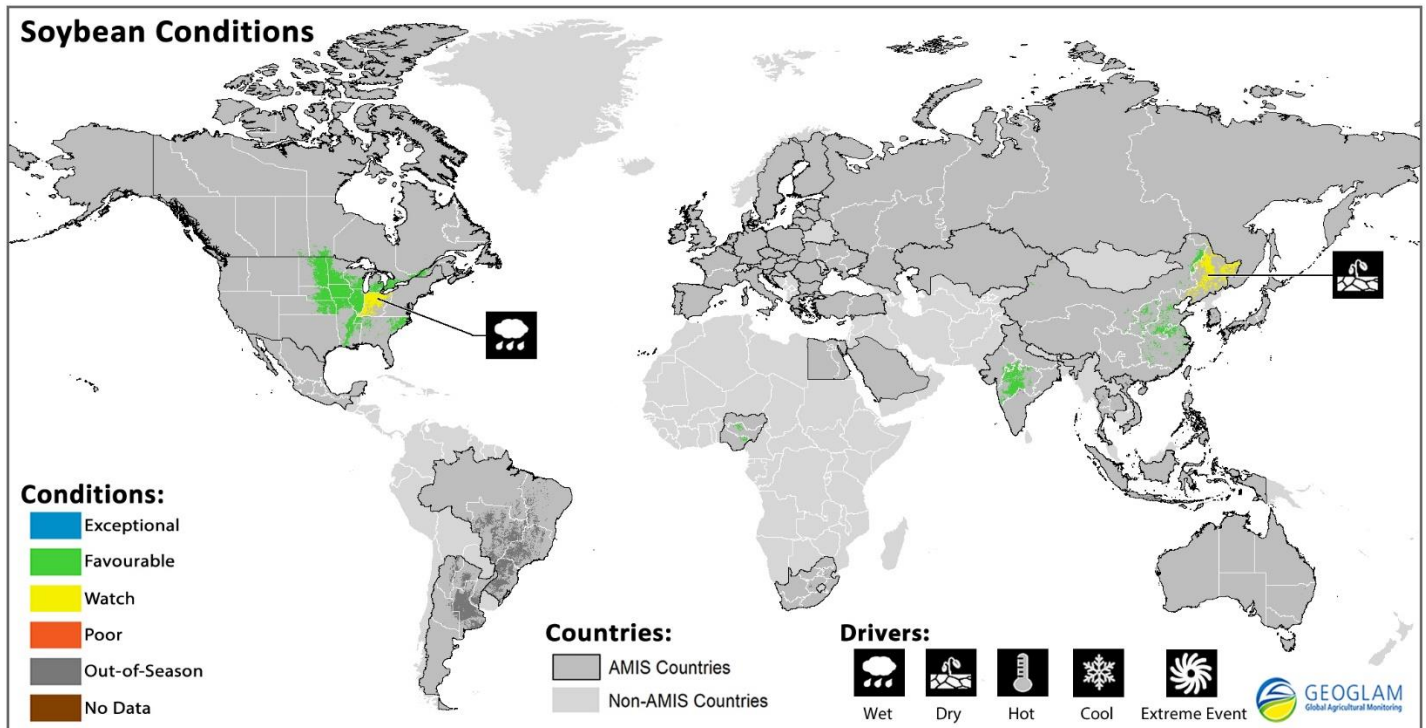 Soybean Conditions
Conditions:
Exceptional
Favourable
Watch
Poor
Out-of-Season
No Data
Countries:
AMIS Countries
Non-AMIS Countries
Drivers:
Wet
Dry
Hot
Cool
Extreme Event
GEOGLAM
Global Agricultural Monitoring